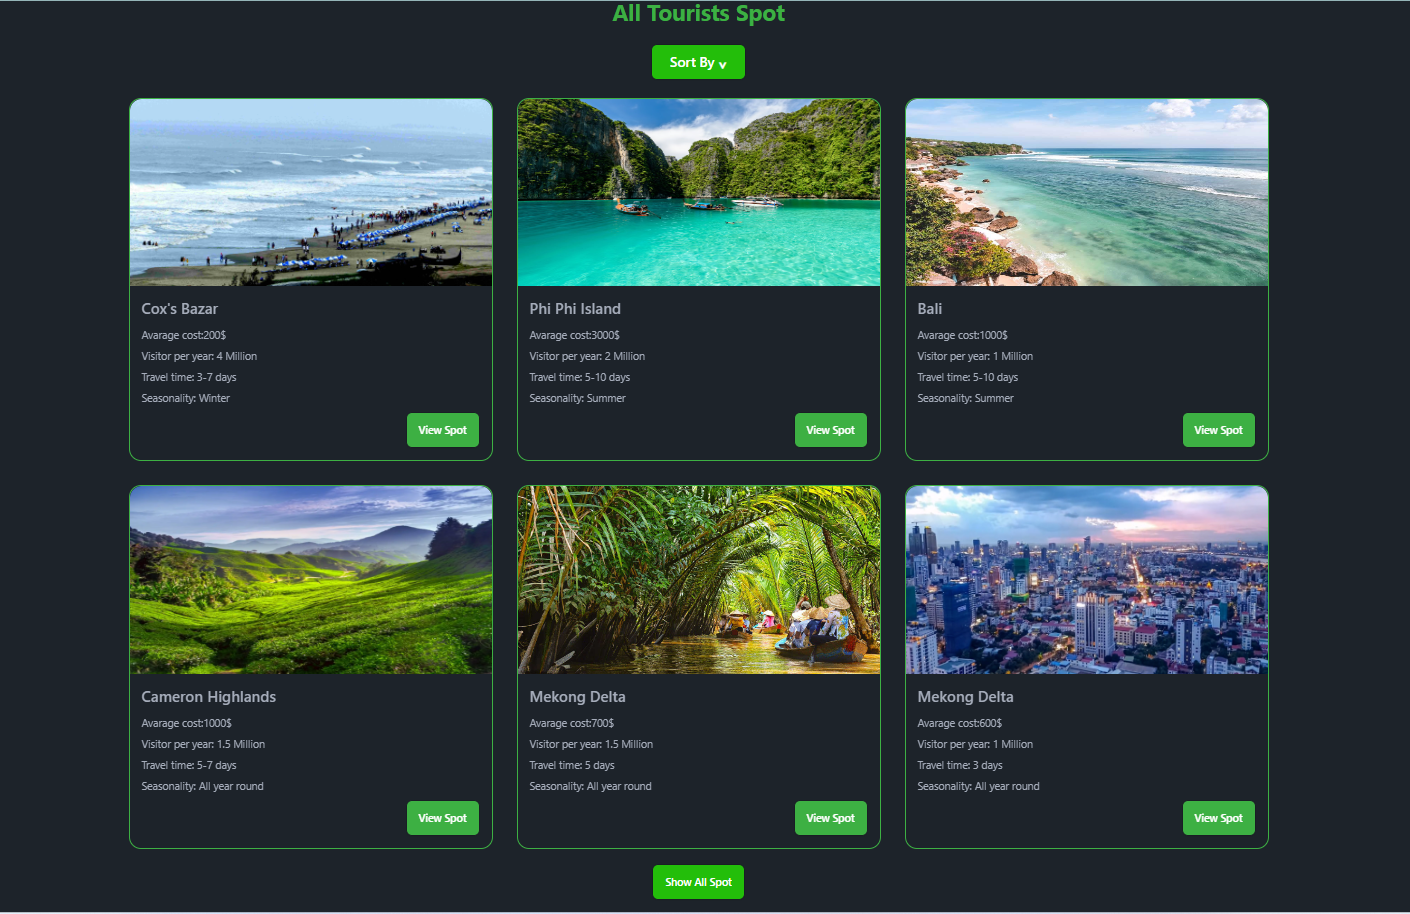 All Tourists Spot
Sort By v
Cox's Bazar
Avarage cost:200$
Visitor per year: 4 Million
Travel time: 3-7 days
Seasonality: Winter
View Spot
Phi Phi Island
Avarage cost:3000$
Visitor per year: 2 Million
Travel time: 5-10 days
Seasonality: Summer
View Spot
Bali
Avarage cost:1000$
Visitor per year: 1 Million
Travel time: 5-10 days
Seasonality: Summer
View Spot
Cameron Highlands
Avarage cost:1000$
Visitor per year: 1.5 Million
Travel time: 5-7 days
Seasonality: All year round
View Spot
Mekong Delta
Avarage cost:700$
Visitor per year: 1.5 Million
Travel time: 5 days
Seasonality: All year round
View Spot
Mekong Delta
Avarage cost:600$
Visitor per year: 1 Million
Travel time: 3 days
Seasonality: All year round
View Spot
Show All Spot